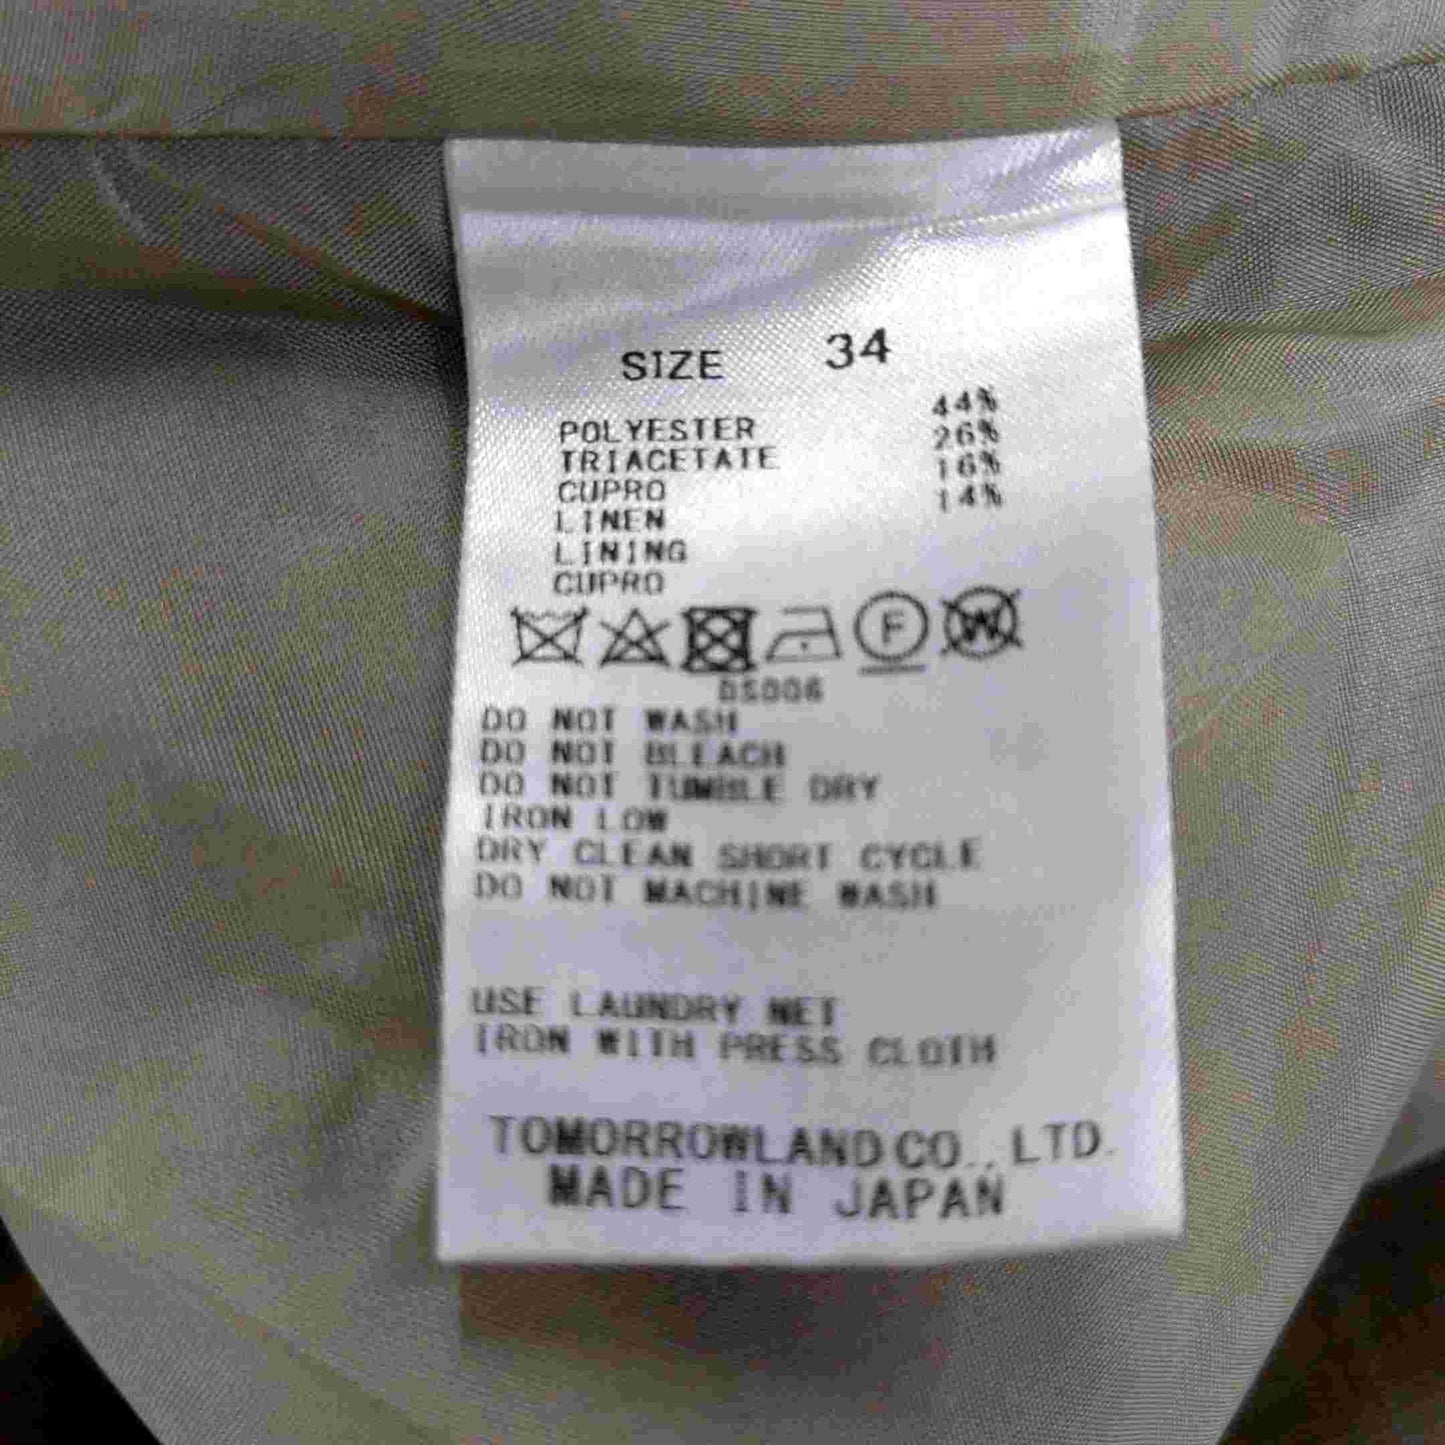 SIZE 34
POLYESTER 44%
TRIACETATE 26%
CUPRO 16%
LINEN 14%
LINING
CUPRO
F W
DS006
DO NOT WASH
DO NOT BLEACH
DO NOT TUMBLE DRY
IRON LOW
DRY CLEAN SHORT CYCLE
DO NOT MACHINE WASH
USE LAUNDRY NET
IRON WITH PRESS CLOTH
TOMORROWLAND CO., LTD.
MADE IN JAPAN